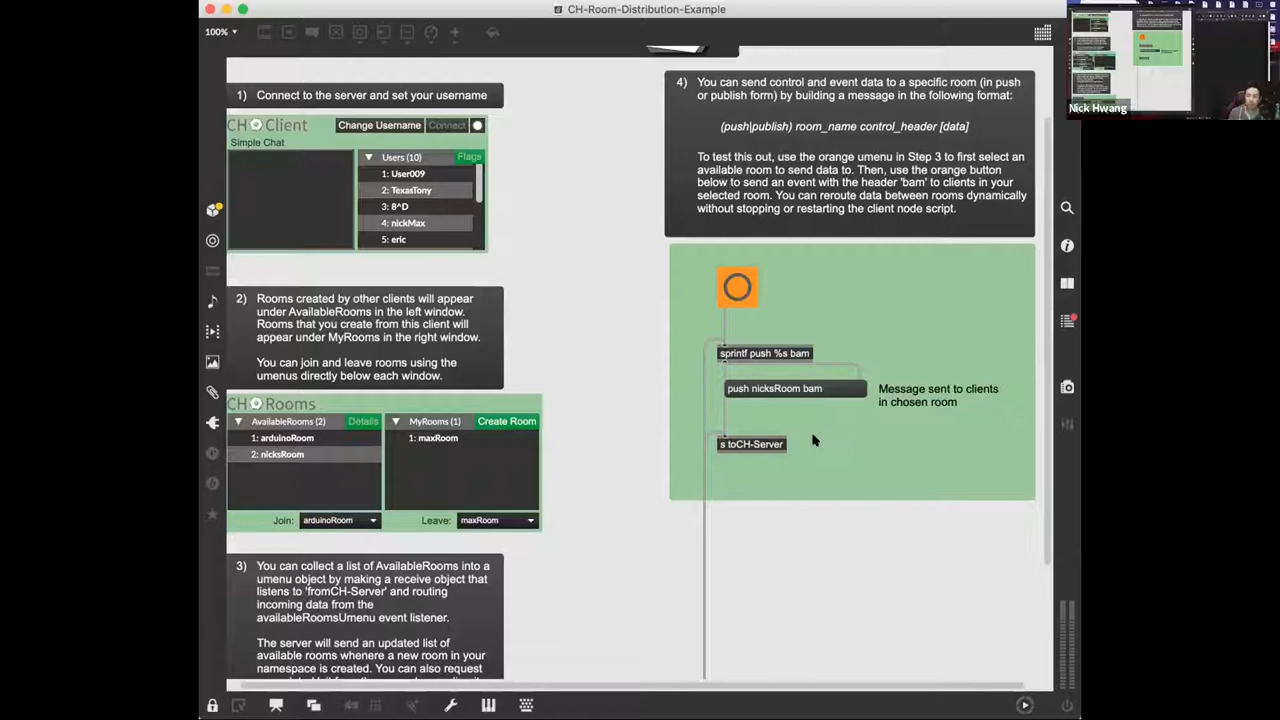 CH-Room-Distribution-Example
100%
1) Connect to the server and set your username
CH Client
Change Username
Connect
Simple Chat
Users (10)
Flags
1: User009
2: TexasTony
3: 8^D
4: nickMax
5: eric
2) Rooms created by other clients will appear
under AvailableRooms in the left window.
Rooms that you create from this client will
appear under MyRooms in the right window.
You can join and leave rooms using the
umenus directly below each window.
CH Rooms
AvailableRooms (2)
Details
1: arduinoRoom
2: nicksRoom
MyRooms (1)
Create Room
1: maxRoom
Join: arduinoRoom
Leave: maxRoom
3) You can collect a list of AvailableRooms into a
umenu object by making a receive object that
listens to 'fromCH-Server' and routing
incoming data from the
availableRoomsUmenu event listener.
The server will send an updated list of
available rooms whenere a new room in your
namespace is created. You can also request
4) You can send control and event data to a specific room (in push
or publish form) by building a message in the following format:
(push|publish) room_name control_header [data]
To test this out, use the orange umenu in Step 3 to first select an
available room to send data to. Then, use the orange button
below to send an event with the header 'bam' to clients in your
selected room. You can reroute data between rooms dynamically
without stopping or restarting the client node script.
sprintf push %s bam
push nicksRoom bam
Message sent to clients
in chosen room
s toCH-Server
Nick Hwang